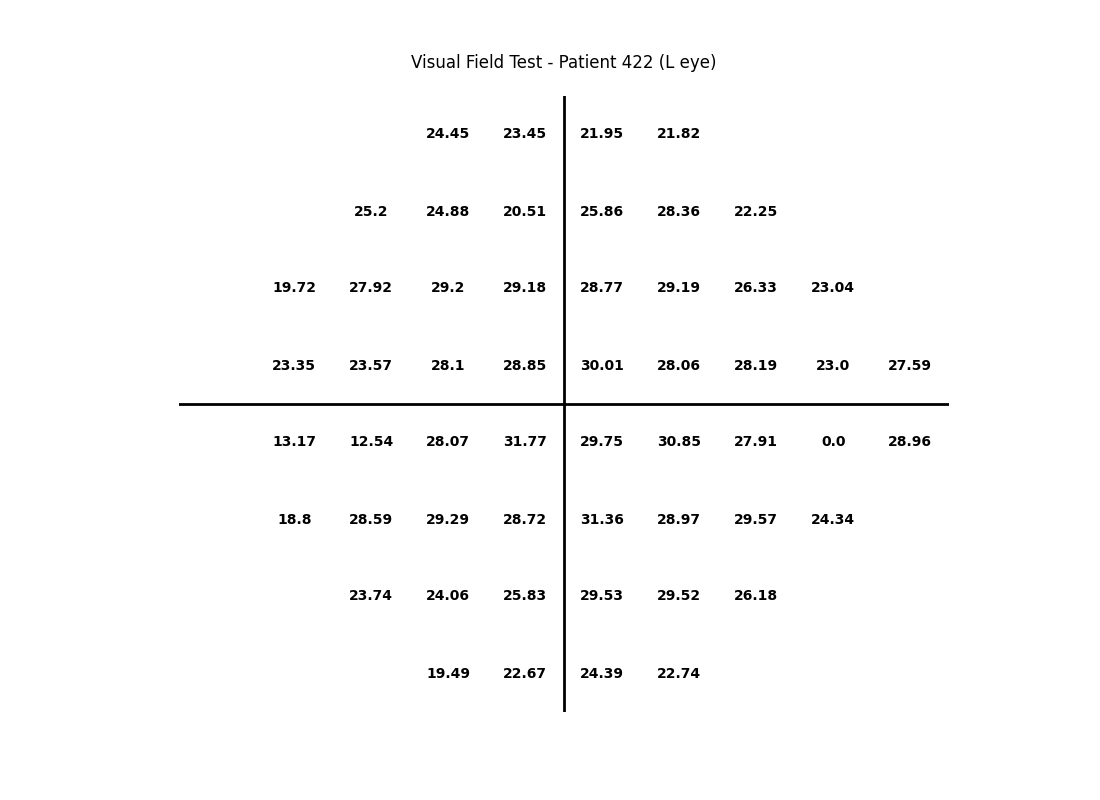 Visual Field Test - Patient 422 (L eye)
24.45 23.45 21.95 21.82
25.2 24.88 20.51 25.86 28.36 22.25
19.72 27.92 29.2 29.18 28.77 29.19 26.33 23.04
23.35 23.57 28.1 28.85 30.01 28.06 28.19 23.0 27.59
13.17 12.54 28.07 31.77 29.75 30.85 27.91 0.0 28.96
18.8 28.59 29.29 28.72 31.36 28.97 29.57 24.34
23.74 24.06 25.83 29.53 29.52 26.18
19.49 22.67 24.39 22.74